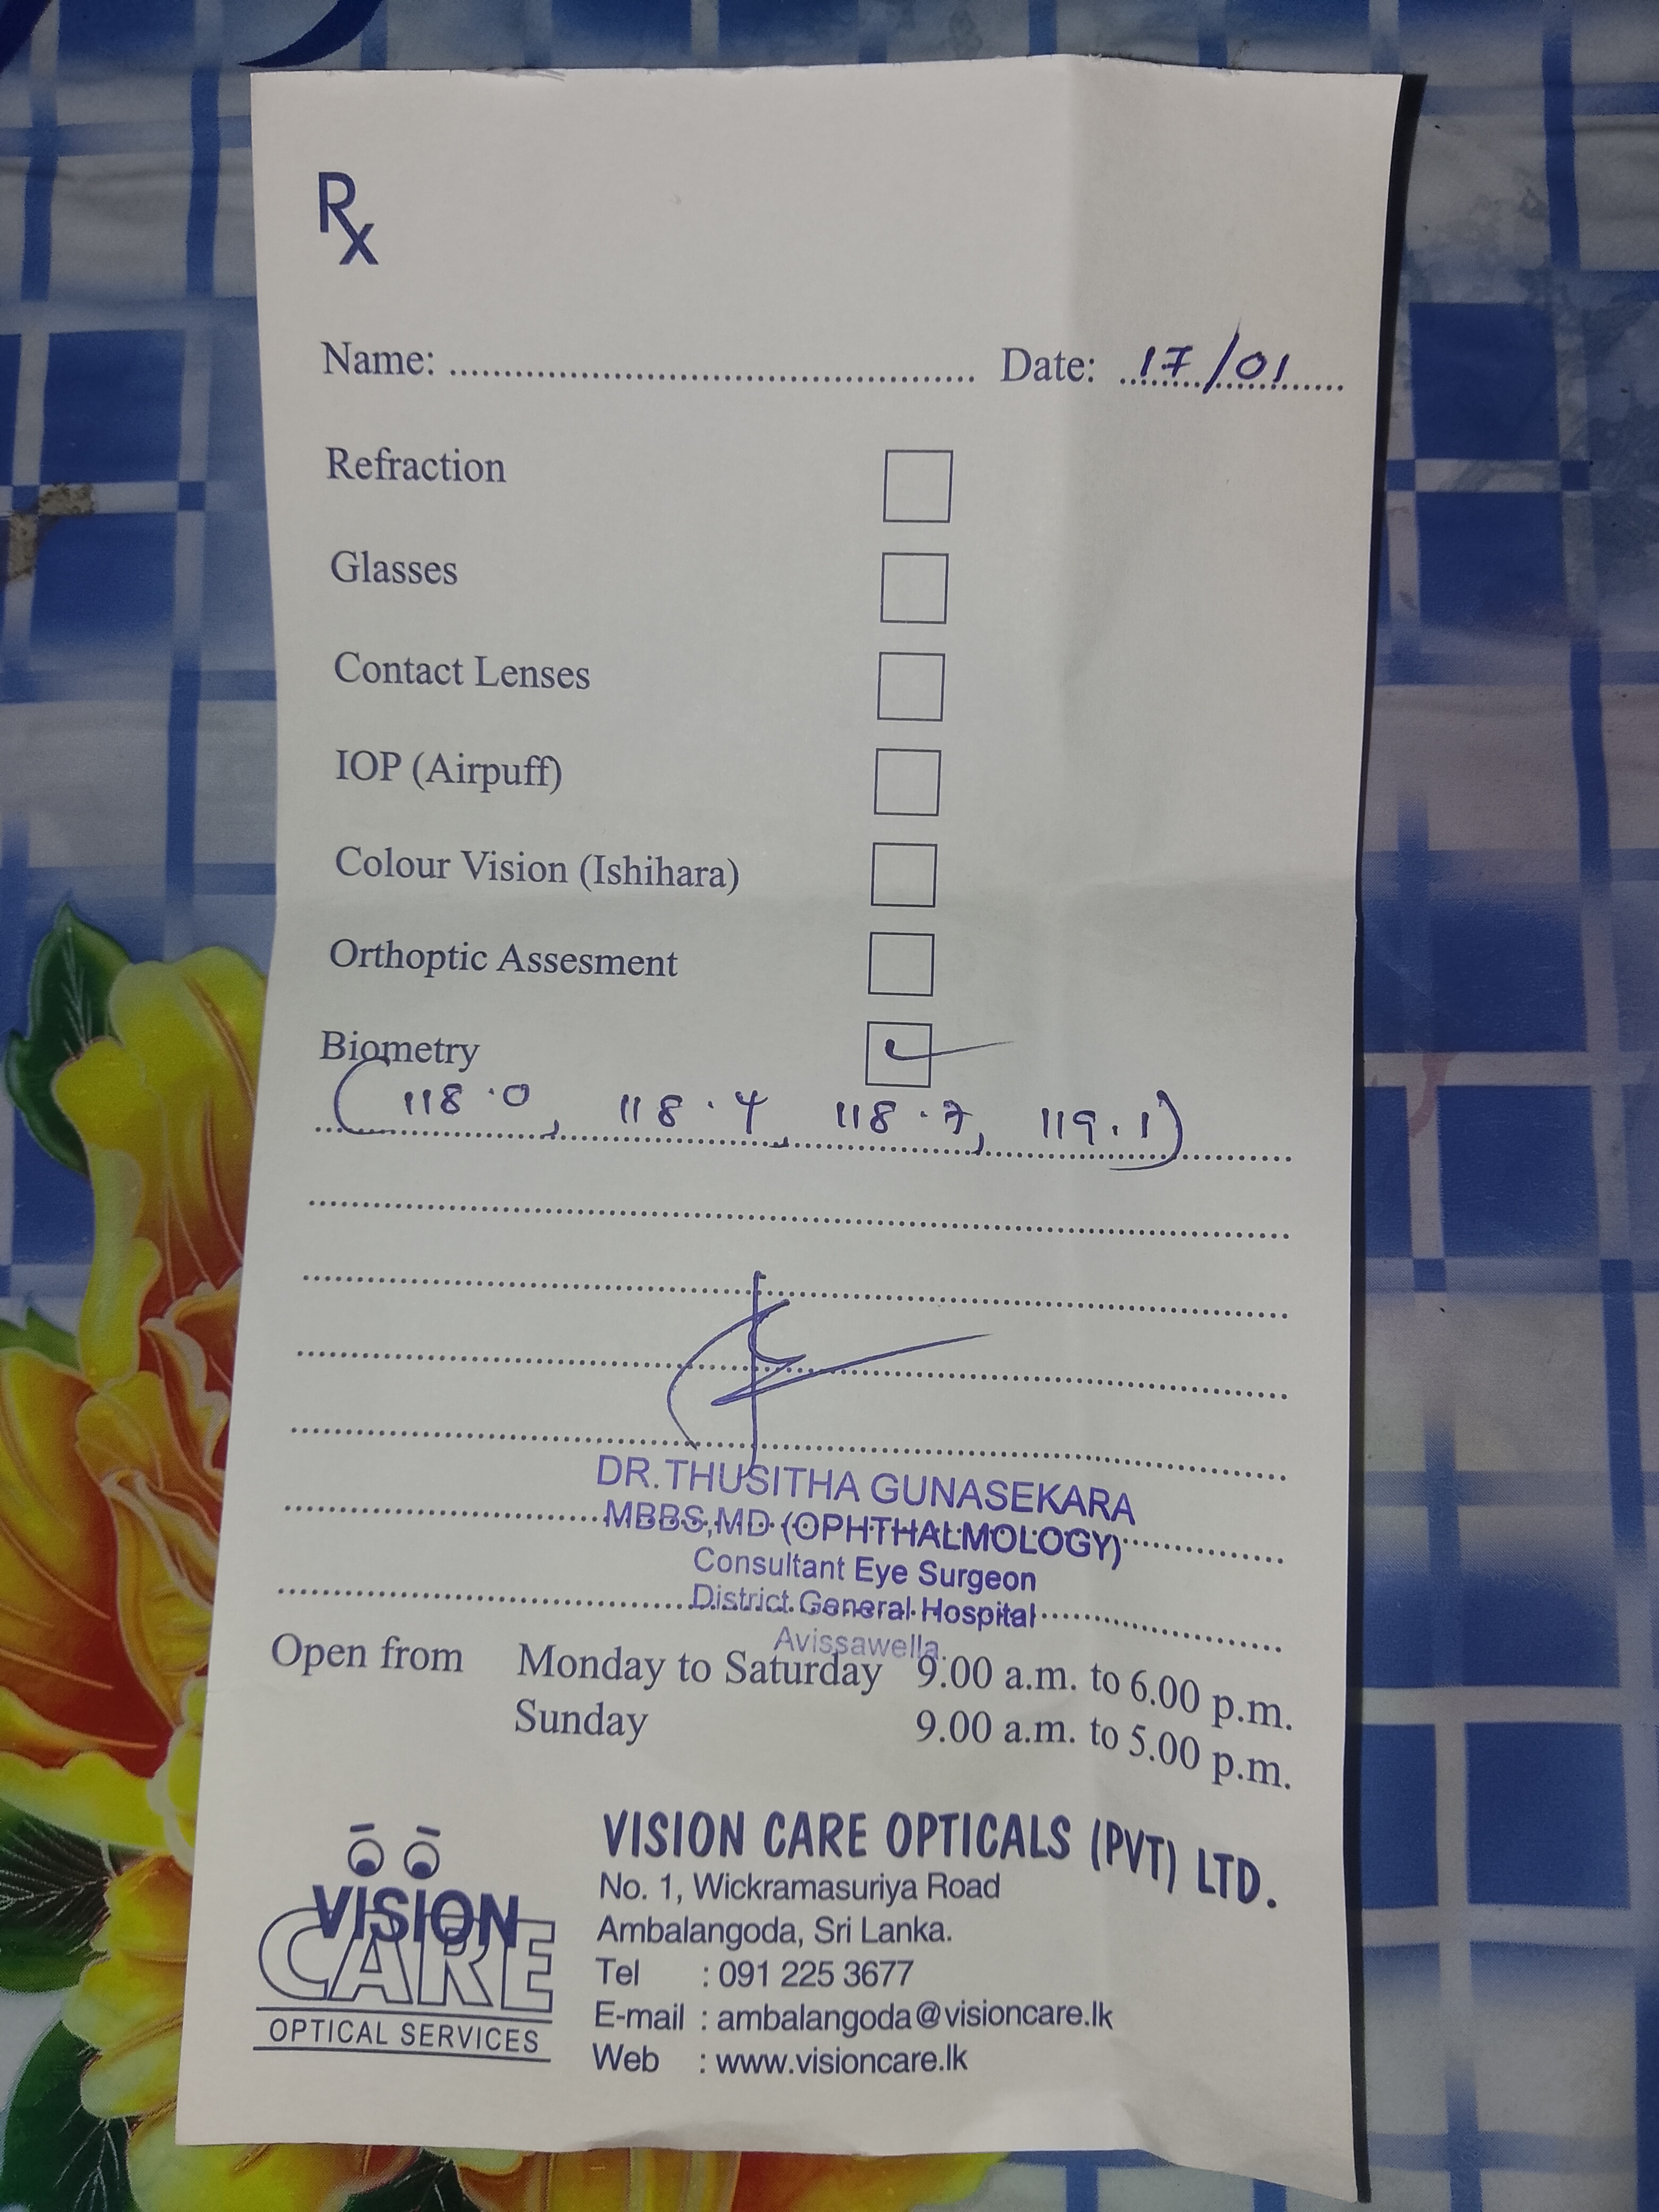 Rx
Name: ................................................ Date: 17/01
Refraction
Glasses
Contact Lenses
IOP (Airpuff)
Colour Vision (Ishihara)
Orthoptic Assesment
Biometry
(118.0, 118.4, 118.7, 119.1)
DR.THUSITHA GUNASEKARA
MBBS,MD (OPHTHALMOLOGY)
Consultant Eye Surgeon
District General Hospital
Avissawella.
Open from Monday to Saturday 9.00 a.m. to 6.00 p.m.
Sunday 9.00 a.m. to 5.00 p.m.
VISION
CARE
OPTICAL SERVICES
VISION CARE OPTICALS (PVT) LTD.
No. 1, Wickramasuriya Road
Ambalangoda, Sri Lanka.
Tel : 091 225 3677
E-mail : ambalangoda@visioncare.lk
Web : www.visioncare.lk